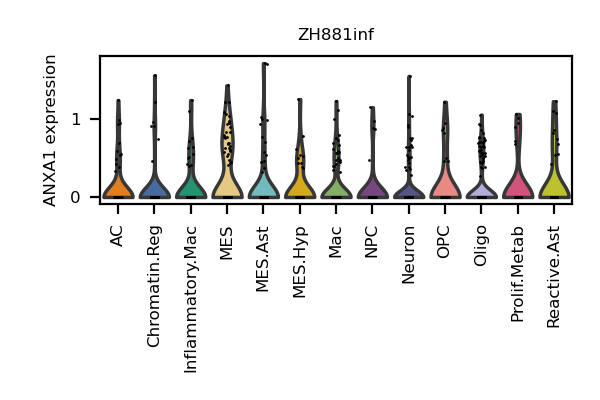 ZH881inf
ANXA1 expression
1
0
AC
Chromatin.Reg
Inflammatory.Mac
MES
MES.Ast
MES.Hyp
Mac
NPC
Neuron
OPC
Oligo
Prolif.Metab
Reactive.Ast